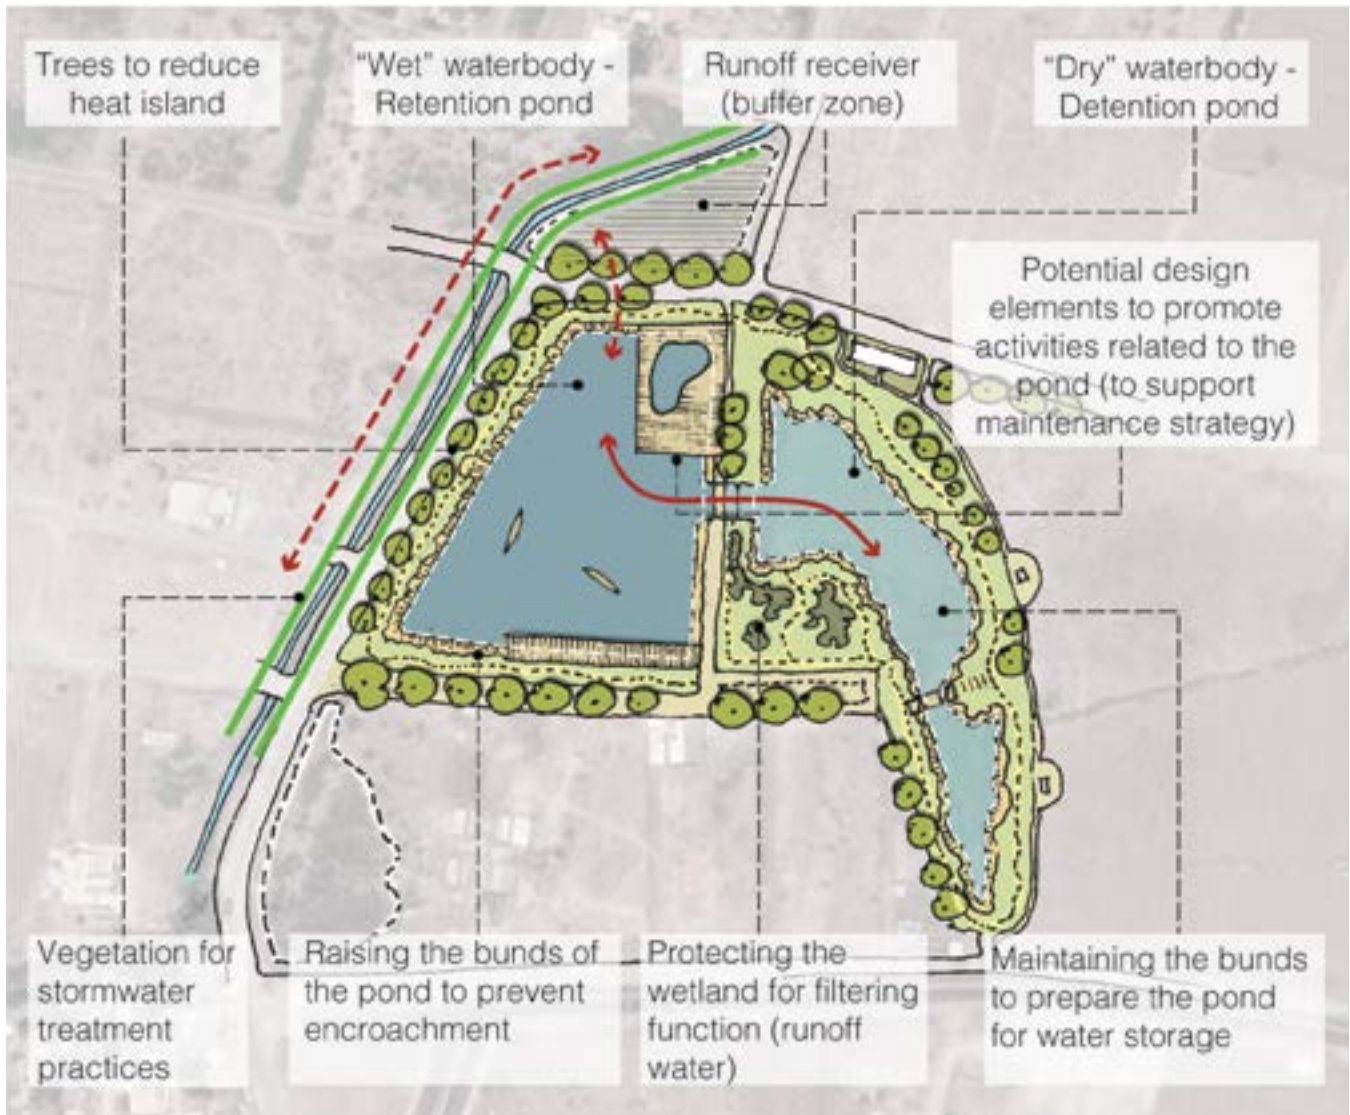 Trees to reduce
heat island
“Wet” waterbody -
Retention pond
Runoff receiver
(buffer zone)
“Dry” waterbody -
Detention pond
Potential design
elements to promote
activities related to the
pond (to support
maintenance strategy)
Vegetation for
stormwater
treatment
practices
Raising the bunds of
the pond to prevent
encroachment
Protecting the
wetland for filtering
function (runoff
water)
Maintaining the bunds
to prepare the pond
for water storage